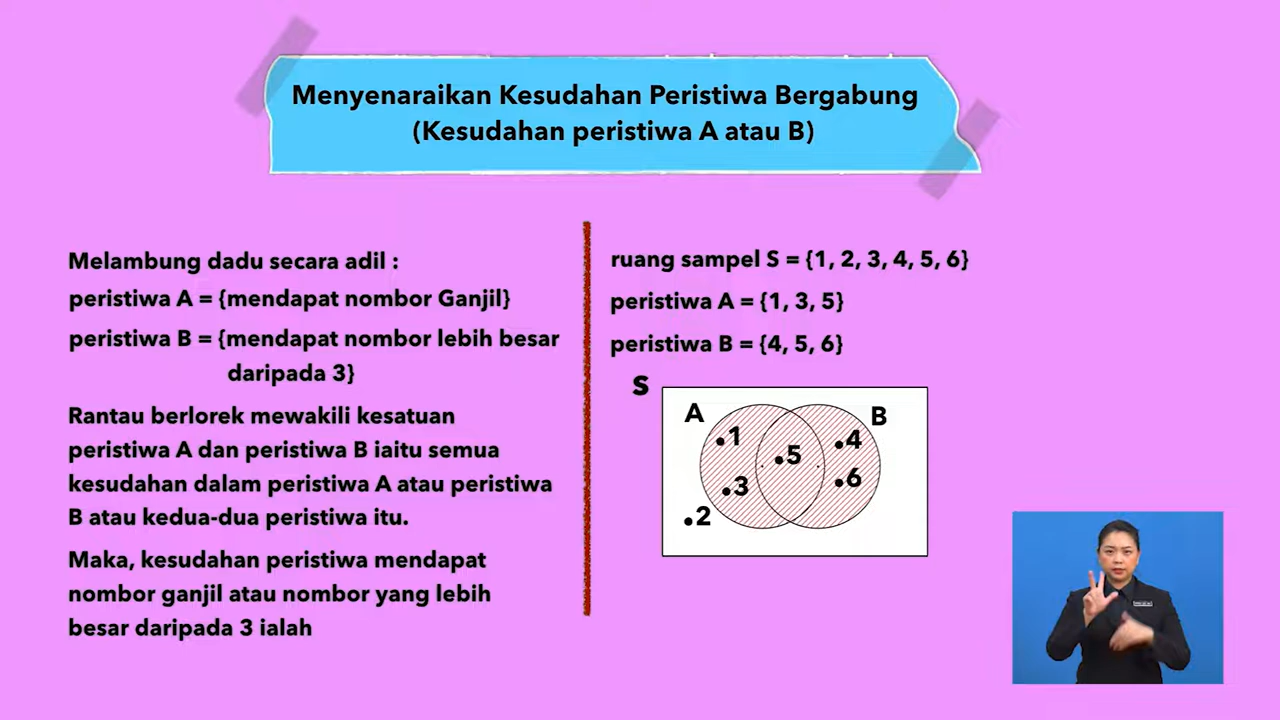 Menyenaraikan Kesudahan Peristiwa Bergabung
(Kesudahan peristiwa A atau B)
Melambung dadu secara adil :
peristiwa A = {mendapat nombor Ganjil}
peristiwa B = {mendapat nombor lebih besar
daripada 3}
Rantau berlorek mewakili kesatuan
peristiwa A dan peristiwa B iaitu semua
kesudahan dalam peristiwa A atau peristiwa
B atau kedua-dua peristiwa itu.
Maka, kesudahan peristiwa mendapat
nombor ganjil atau nombor yang lebih
besar daripada 3 ialah
ruang sampel S = {1, 2, 3, 4, 5, 6}
peristiwa A = {1, 3, 5}
peristiwa B = {4, 5, 6}
S
A
B
.1
.4
.5
.3
.6
.2